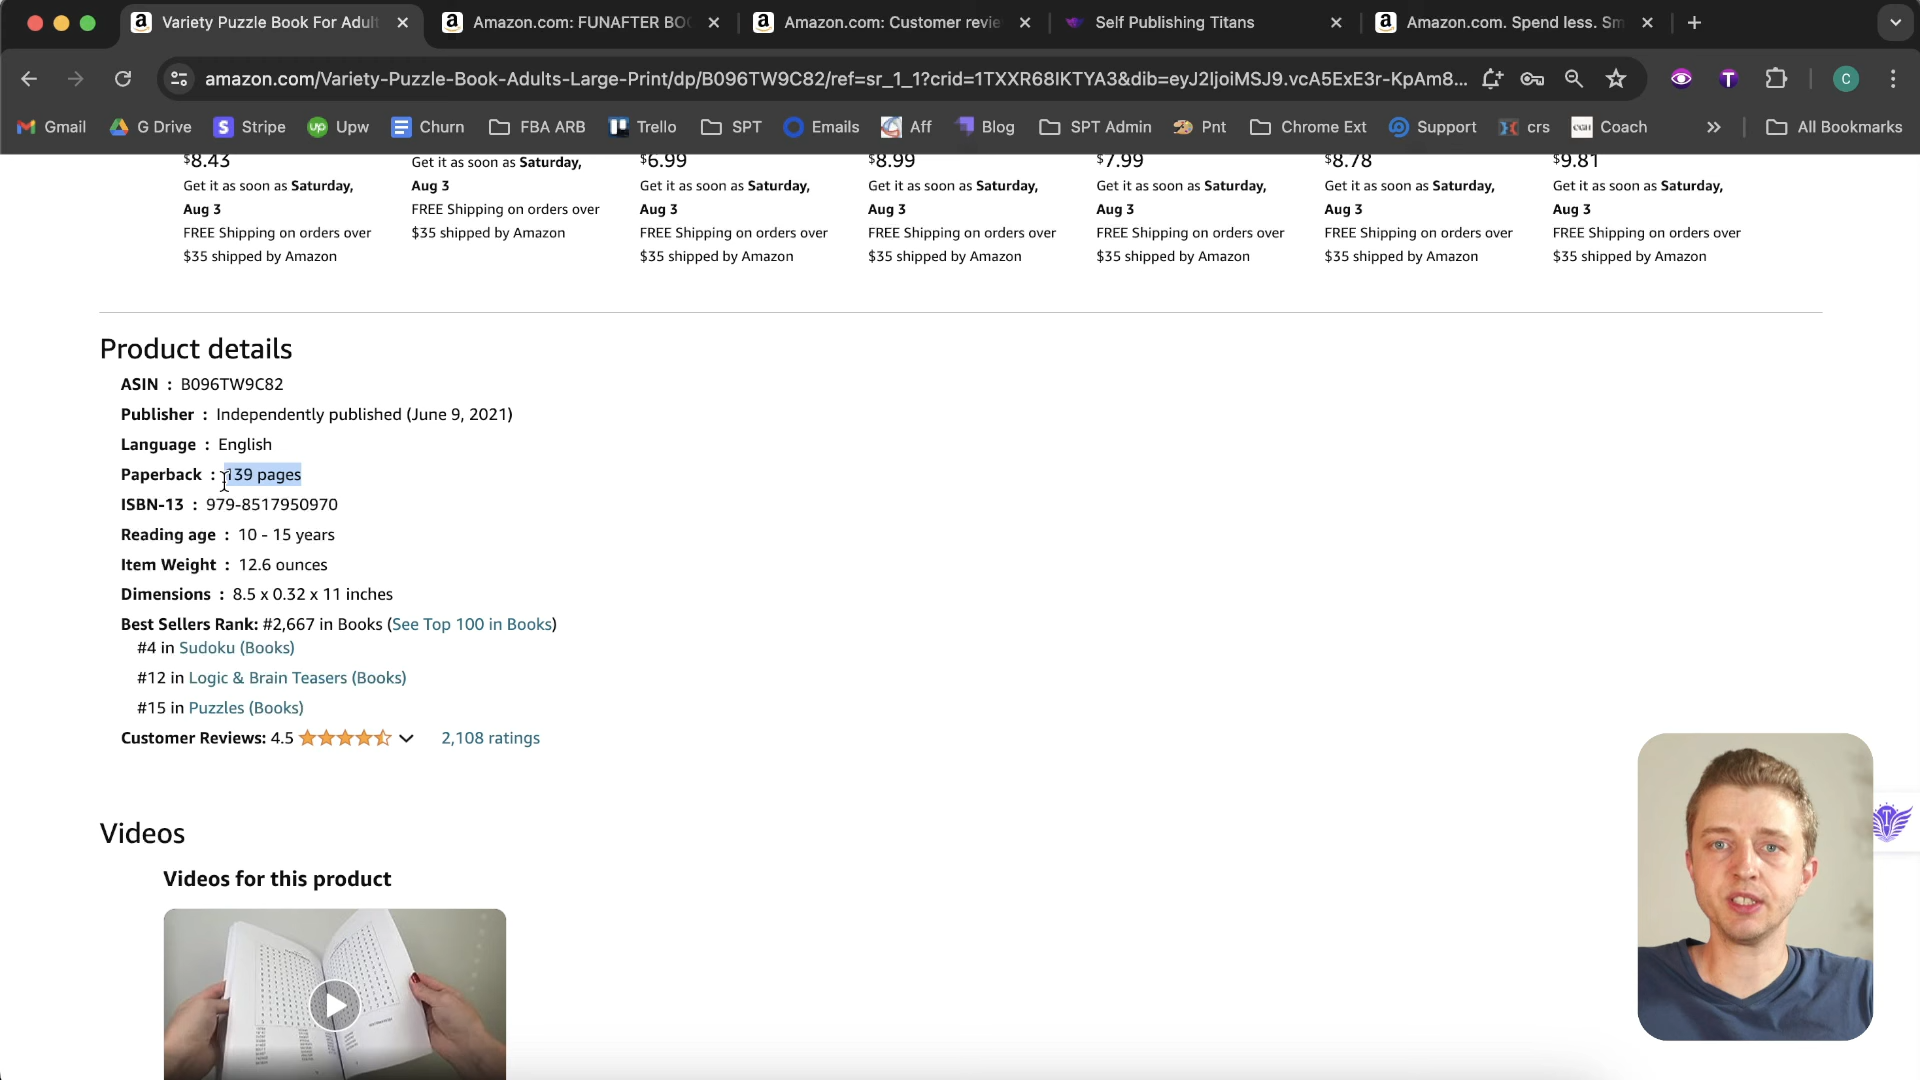 Variety Puzzle Book For Adult
Amazon.com: FUNAFTER BO
Amazon.com: Customer revie
Self Publishing Titans
Amazon.com. Spend less. Sm
amazon.com/Variety-Puzzle-Book-Adults-Large-Print/dp/B096TW9C82/ref=sr_1_1?crid=1TXXR68IKTYA3&dib=eyJ2IjoiMSJ9.vcA5ExE3r-KpAm8...
Gmail
G Drive
Stripe
Upw
Churn
FBA ARB
Trello
SPT
Emails
Aff
Blog
SPT Admin
Pnt
Chrome Ext
Support
crs
Coach
All Bookmarks
$8.43
Get it as soon as Saturday,
Aug 3
FREE Shipping on orders over
$35 shipped by Amazon
Get it as soon as Saturday,
Aug 3
FREE Shipping on orders over
$35 shipped by Amazon
$6.99
Get it as soon as Saturday,
Aug 3
FREE Shipping on orders over
$35 shipped by Amazon
$8.99
Get it as soon as Saturday,
Aug 3
FREE Shipping on orders over
$35 shipped by Amazon
$7.99
Get it as soon as Saturday,
Aug 3
FREE Shipping on orders over
$35 shipped by Amazon
$8.78
Get it as soon as Saturday,
Aug 3
FREE Shipping on orders over
$35 shipped by Amazon
$9.81
Get it as soon as Saturday,
Aug 3
FREE Shipping on orders over
$35 shipped by Amazon
Product details
ASIN : B096TW9C82
Publisher : Independently published (June 9, 2021)
Language : English
Paperback : 139 pages
ISBN-13 : 979-8517950970
Reading age : 10 - 15 years
Item Weight : 12.6 ounces
Dimensions : 8.5 x 0.32 x 11 inches
Best Sellers Rank: #2,667 in Books (See Top 100 in Books)
#4 in Sudoku (Books)
#12 in Logic & Brain Teasers (Books)
#15 in Puzzles (Books)
Customer Reviews: 4.5 2,108 ratings
Videos
Videos for this product